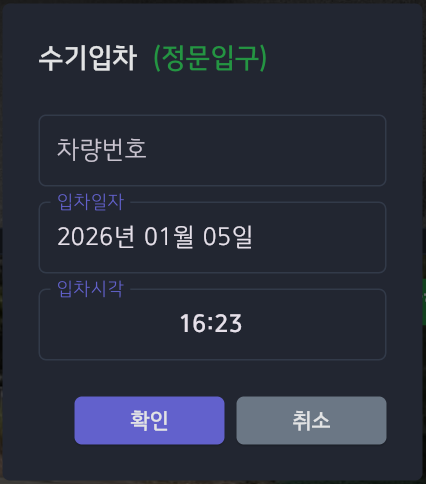 수기입차 (정문입구)
차량번호
입차일자
2026년 01월 05일
입차시각
16:23
확인 취소